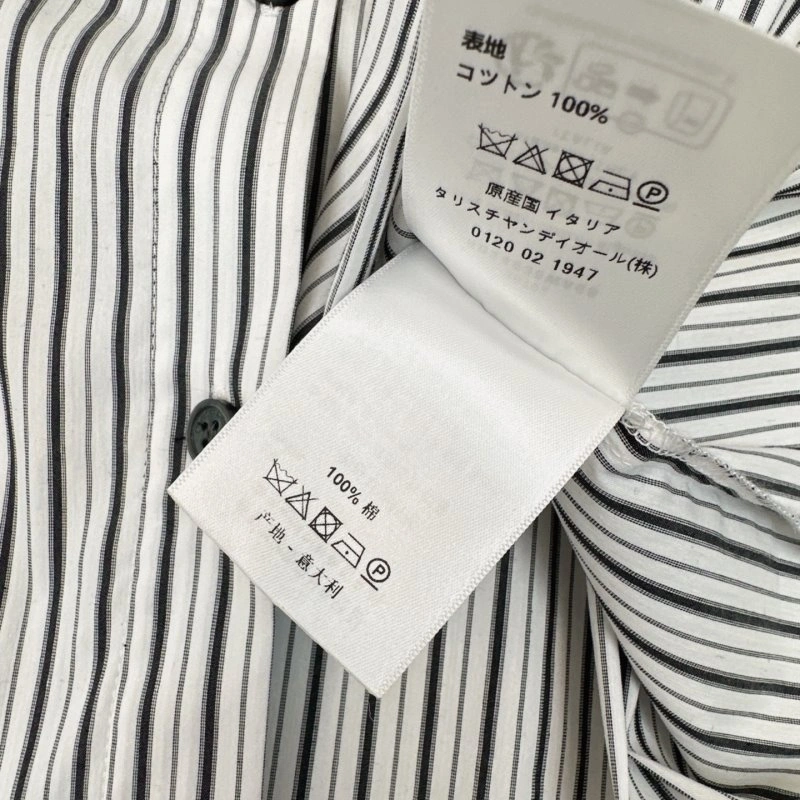 表地
コットン 100%
原産国 イタリア
タリスチャンディオール(株)
0120 02 1947
100% 棉
产地 - 意大利